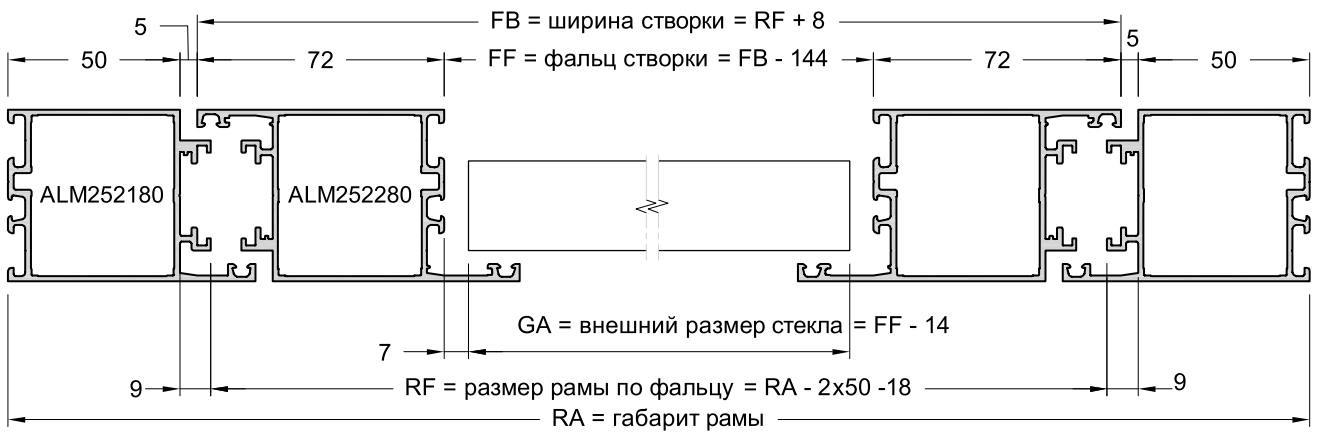 FB = ширина створки = RF + 8
5
5
50
72
FF = фальц створки = FB - 144
72
50
ALM252180
ALM252280
GA = внешний размер стекла = FF - 14
7
9
RF = размер рамы по фальцу = RA - 2x50 -18
9
RA = габарит рамы